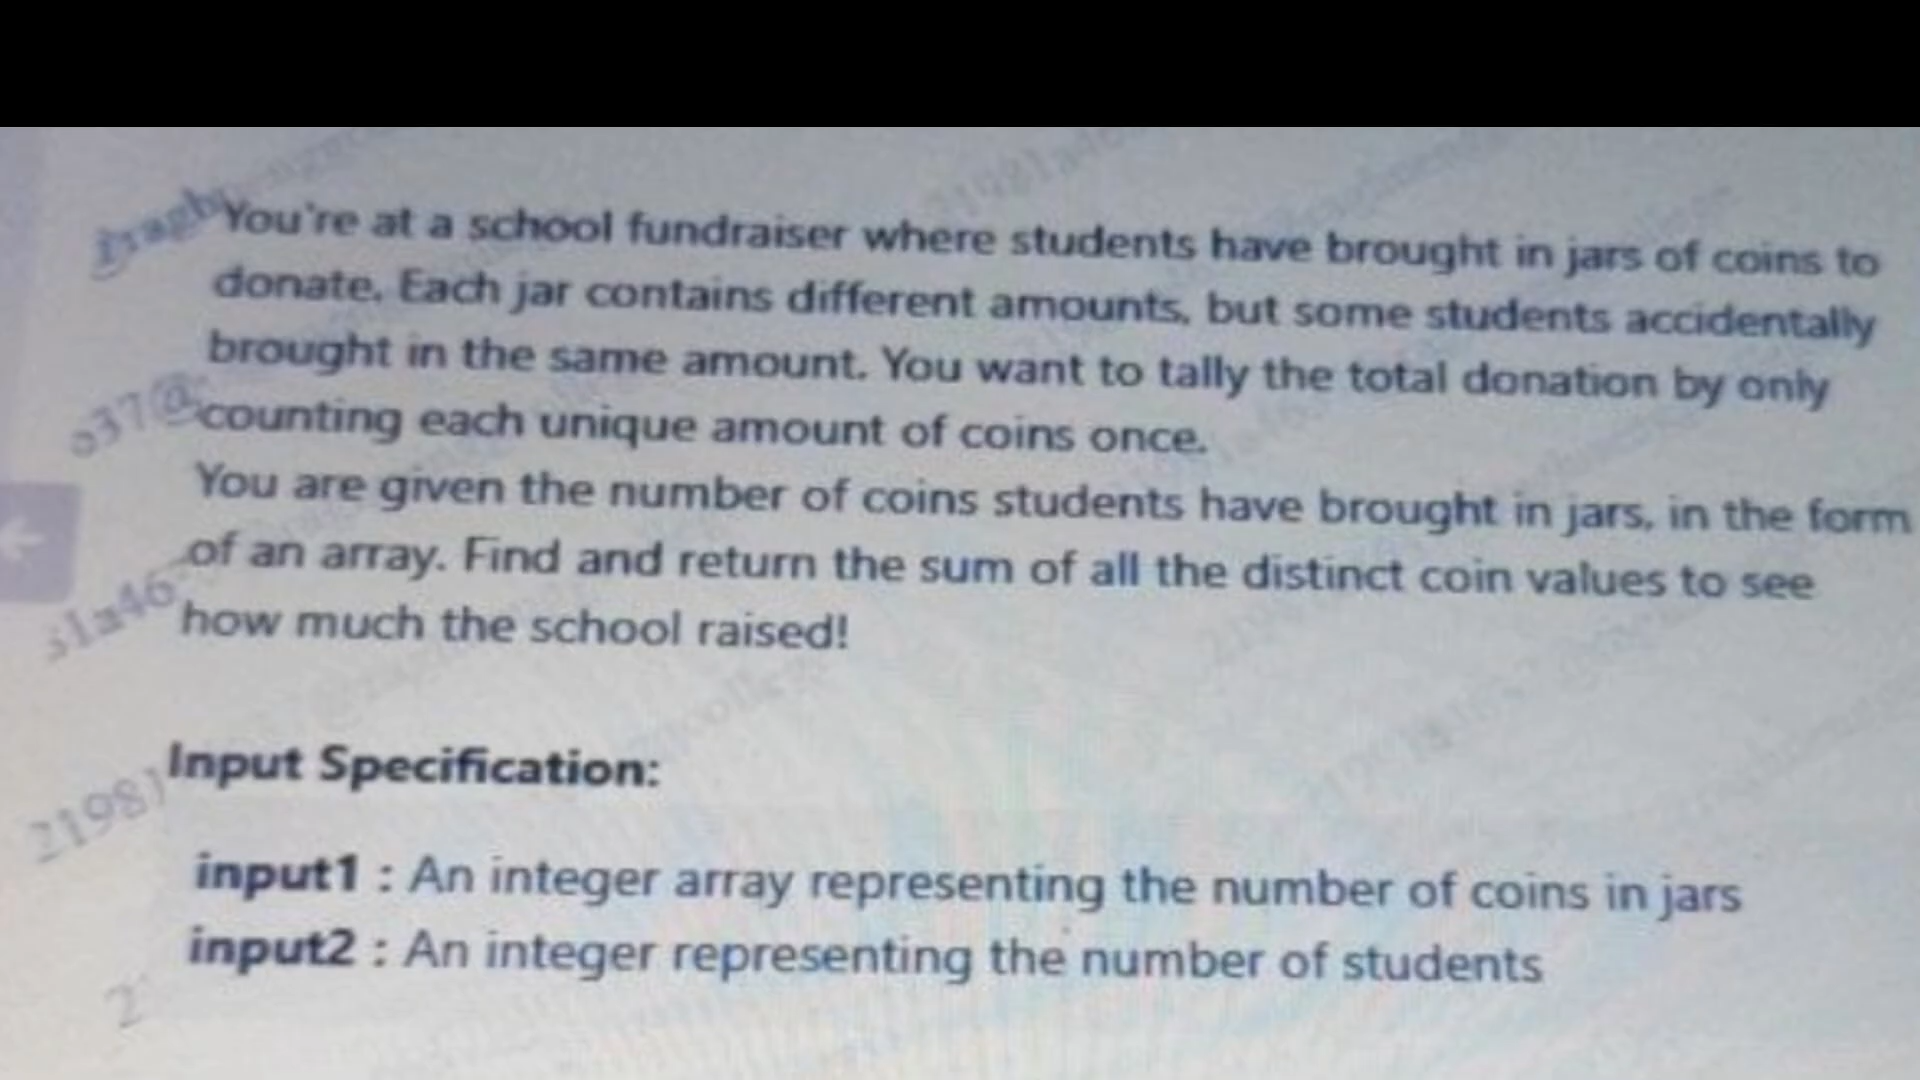 You're at a school fundraiser where students have brought in jars of coins to
donate. Each jar contains different amounts, but some students accidentally
brought in the same amount. You want to tally the total donation by only
counting each unique amount of coins once.
You are given the number of coins students have brought in jars, in the form
of an array. Find and return the sum of all the distinct coin values to see
how much the school raised!
Input Specification:
input1 : An integer array representing the number of coins in jars
input2 : An integer representing the number of students